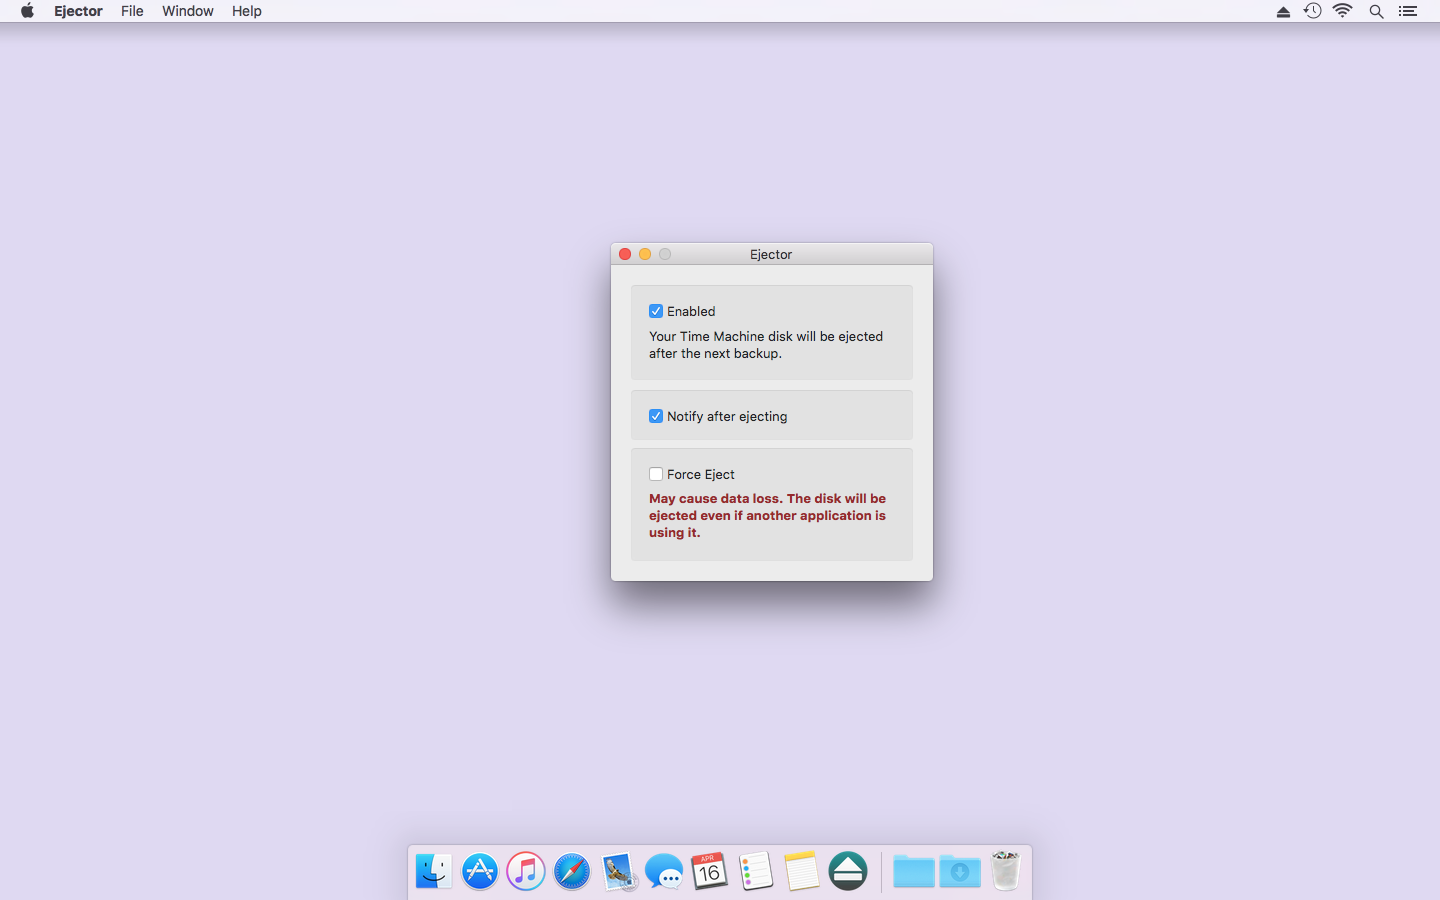 Ejector File Window Help
Ejector
Enabled
Your Time Machine disk will be ejected
after the next backup.
Notify after ejecting
Force Eject
May cause data loss. The disk will be
ejected even if another application is
using it.
APR
16